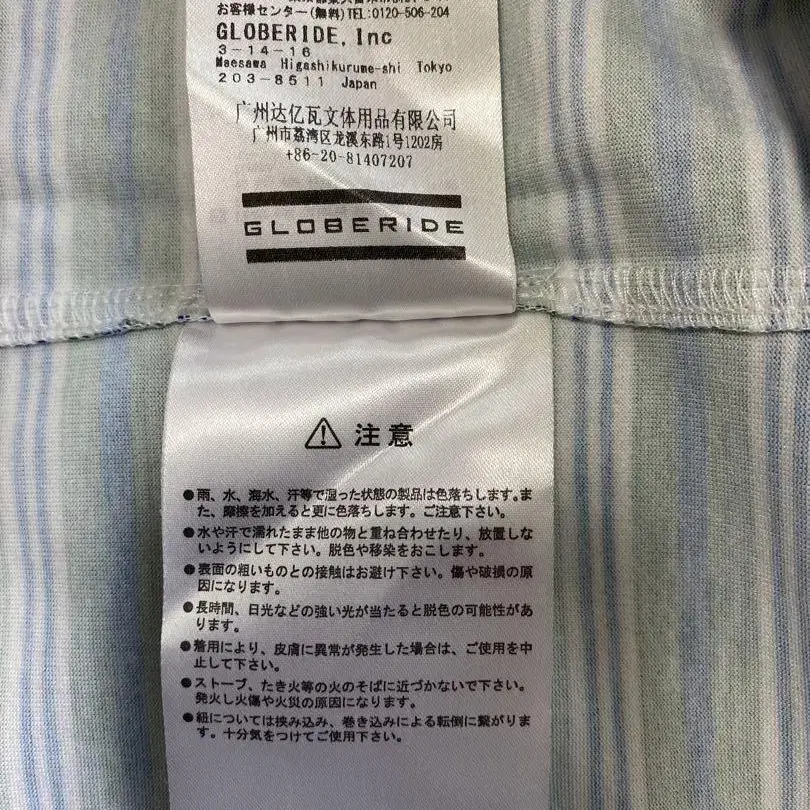 お客様センター(無料)TEL:0120-506-204
GLOBERIDE,Inc
3-14-16
Maesawa Higashikurume-shi Tokyo
203-8511 Japan
广州达亿瓦文体用品有限公司
广州市荔湾区龙溪东路1号1202房
+86-20-81407207
GLOBERIDE
⚠注意
●雨、水、海水、汗等で湿った状態の製品は色落ちします。ま
た、摩擦を加えると更に色落ちします。ご注意下さい。
●水や汗で濡れたまま他の物と重ね合わせたり、放置しな
いようにして下さい。脱色や移染をおこします。
●表面の粗いものとの接触はお避け下さい。傷や破損の原
因になります。
●長時間、日光などの強い光が当たると脱色の可能性があ
ります。
●着用により、皮膚に異常が発生した場合は、ご使用を中
止して下さい。
●ストーブ、たき火等の火のそばに近づかないで下さい。
発火し火傷や火災の原因になります。
●紐については挟み込み、巻き込みによる転倒に繋がりま
す。十分気をつけてご使用下さい。